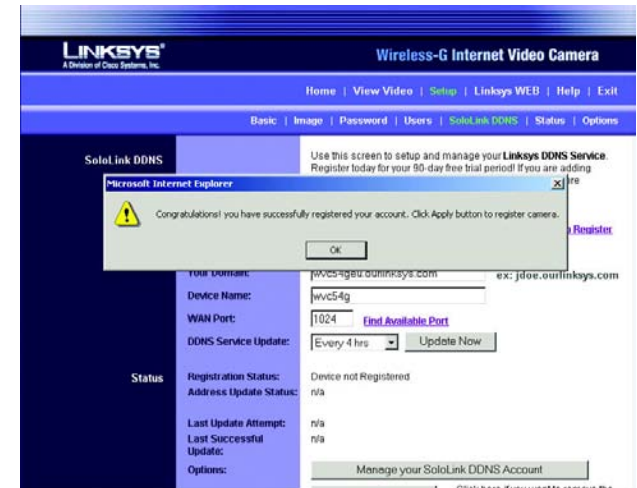 LINKSYS®
A Division of Cisco Systems, Inc.
Wireless-G Internet Video Camera
Home | View Video | Setup | Linksys WEB | Help | Exit
Basic | Image | Password | Users | SoloLink DDNS | Status | Options
SoloLink DDNS
Use this screen to setup and manage your Linksys DDNS Service.
Register today for your 90-day free trial period! If you are adding
Microsoft Internet Explorer
Congratulations! you have successfully registered your account. Click Apply button to register camera.
Register
OK
Your Domain:
wvc54geu.ourlinksys.com
ex: jdoe.ourlinksys.com
Device Name:
wvc54g
WAN Port:
1024
Find Available Port
DDNS Service Update:
Every 4 hrs
Update Now
Status
Registration Status:
Device not Registered
Address Update Status:
n/a
Last Update Attempt:
n/a
Last Successful Update:
n/a
Options:
Manage your SoloLink DDNS Account